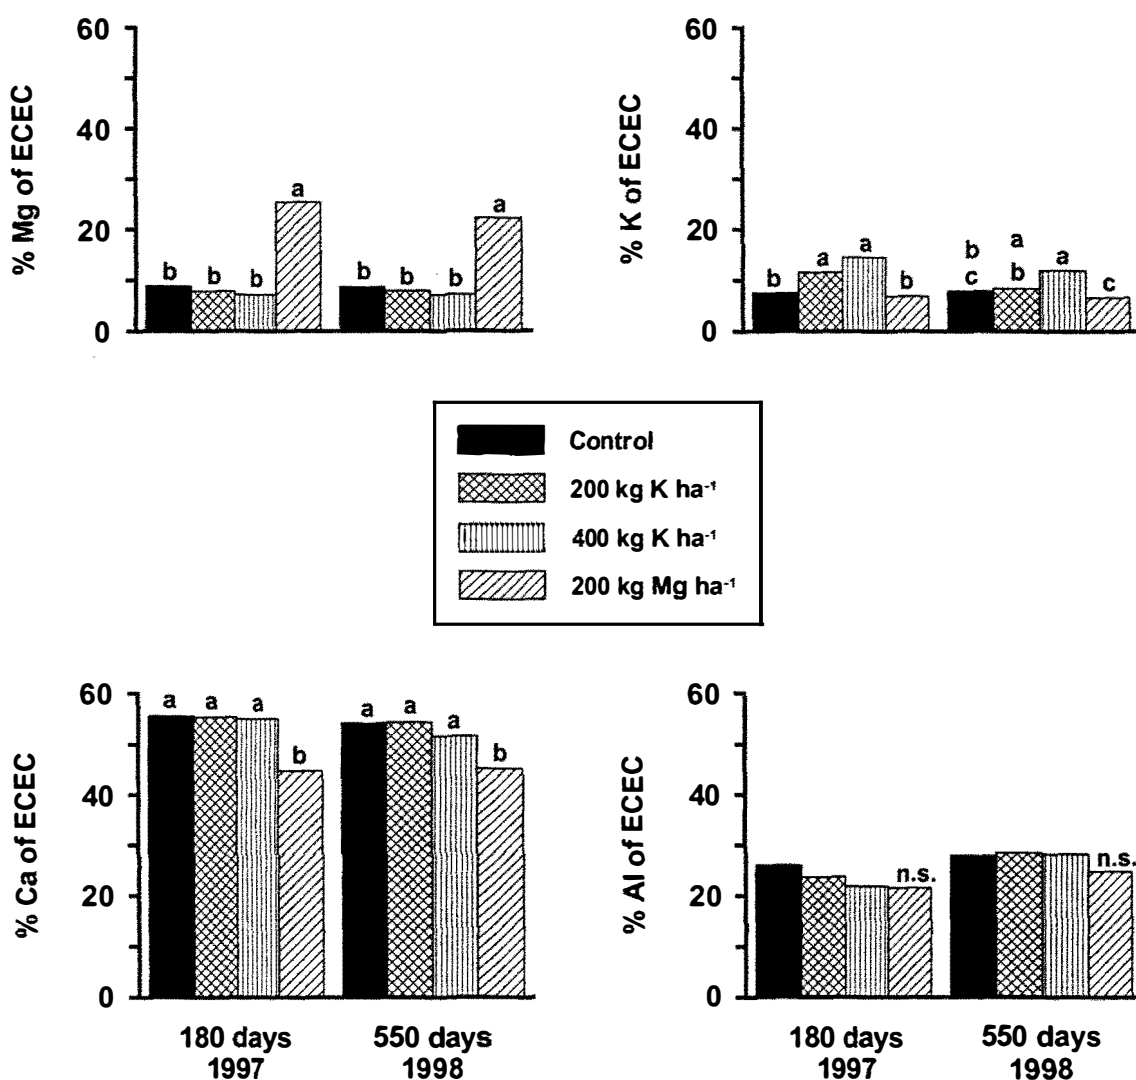 % Mg of ECEC
60
40
20
0
b b b a
b b b a
% K of ECEC
60
40
20
0
b a a b
b a
c b a c
Control
200 kg K ha⁻¹
400 kg K ha⁻¹
200 kg Mg ha⁻¹
% Ca of ECEC
60
40
20
0
a a a b
a a a b
180 days 550 days
1997 1998
% Al of ECEC
60
40
20
0
n.s. n.s.
180 days 550 days
1997 1998